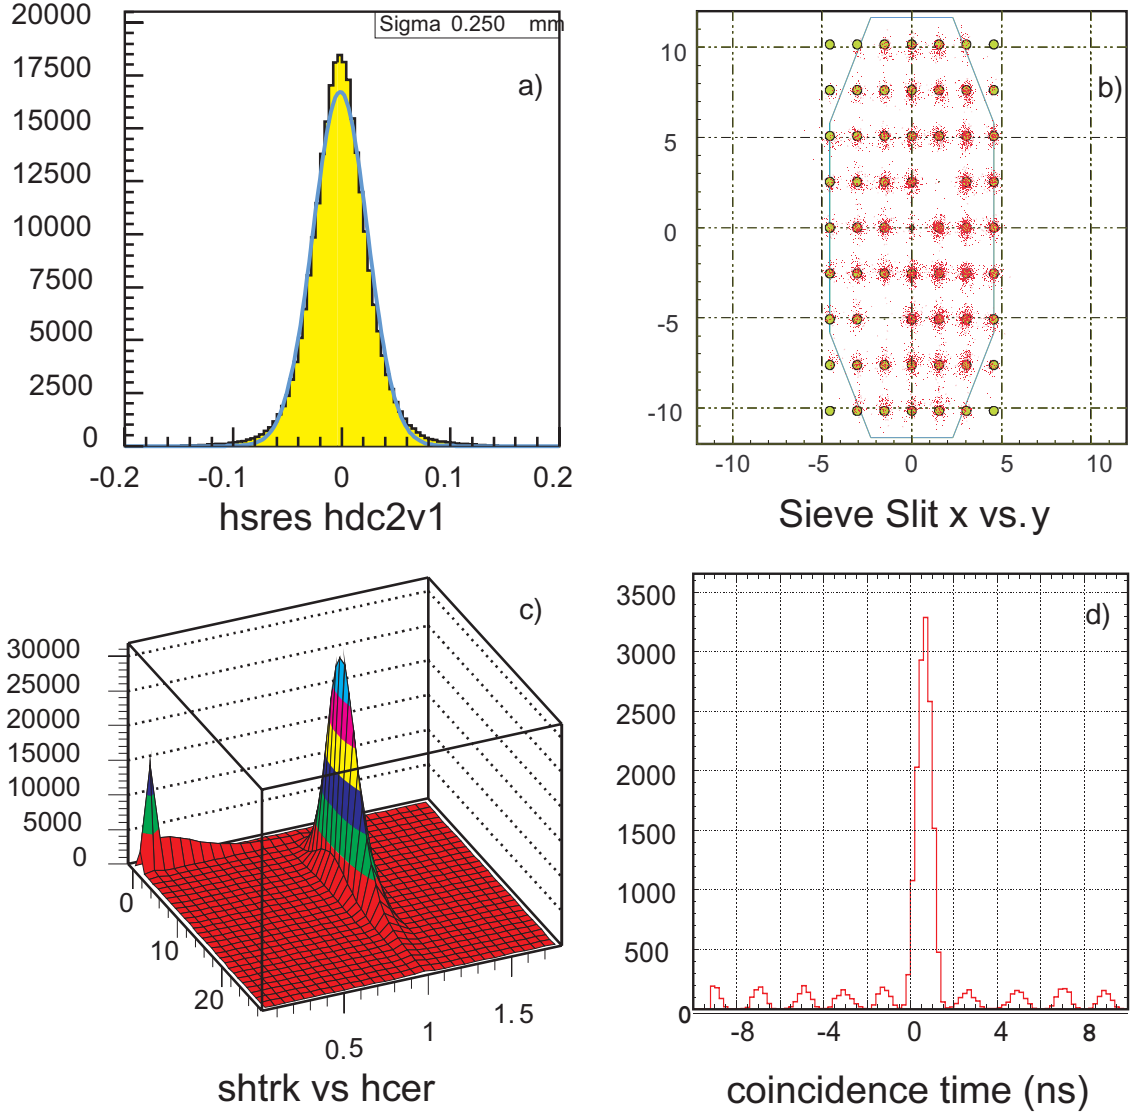 Sigma 0.250 mm
a)
20000
17500
15000
12500
10000
7500
5000
2500
0
-0.2 -0.1 0 0.1 0.2
hsres hdc2v1
b)
10
5
0
-5
-10
-10 -5 0 5 10
Sieve Slit x vs.y
c)
30000
25000
20000
15000
10000
5000
0
0
10
20
0.5
1
1.5
shtrk vs hcer
d)
3500
3000
2500
2000
1500
1000
500
0
-8 -4 0 4 8
coincidence time (ns)